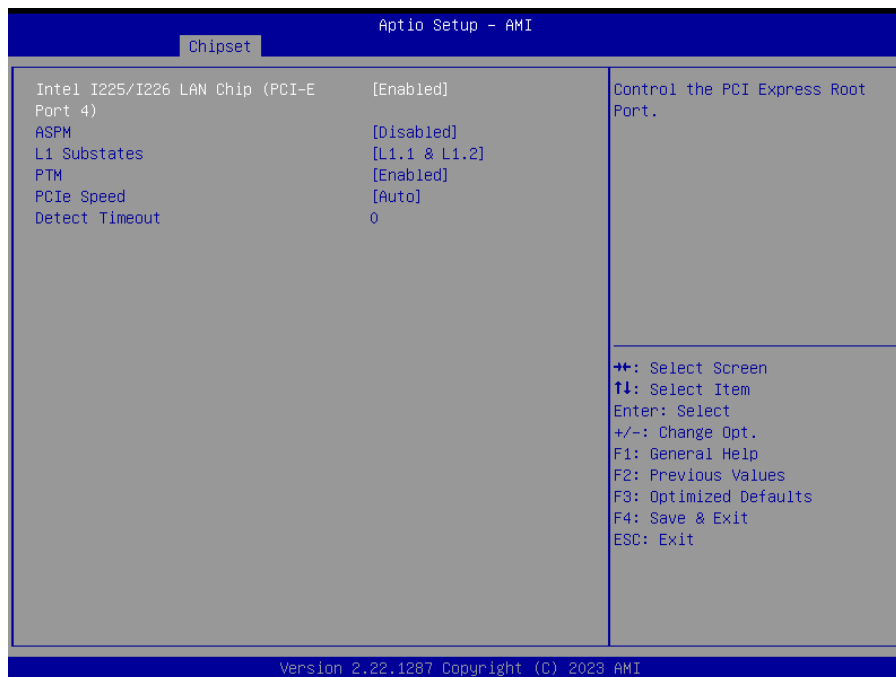 Aptio Setup – AMI
Chipset
Intel I225/I226 LAN Chip (PCI-E [Enabled]
Port 4)
ASPM [Disabled]
L1 Substates [L1.1 & L1.2]
PTM [Enabled]
PCIe Speed [Auto]
Detect Timeout 0
Control the PCI Express Root
Port.
→←: Select Screen
↑↓: Select Item
Enter: Select
+/-: Change Opt.
F1: General Help
F2: Previous Values
F3: Optimized Defaults
F4: Save & Exit
ESC: Exit
Version 2.22.1287 Copyright (C) 2023 AMI